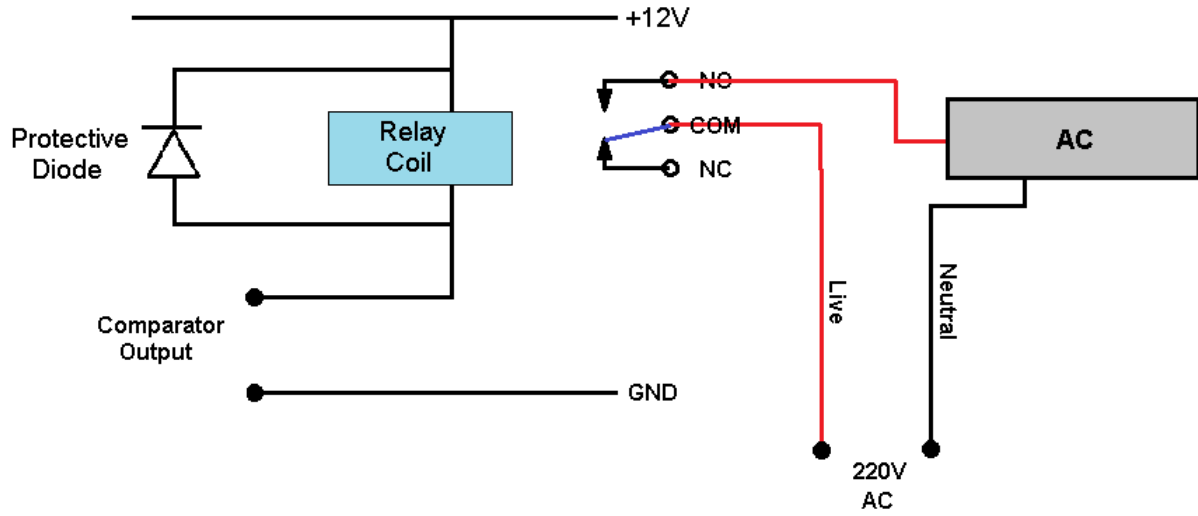 +12V
NO
Relay
Coil
COM
AC
Protective
Diode
NC
Live
Neutral
Comparator
Output
GND
220V
AC